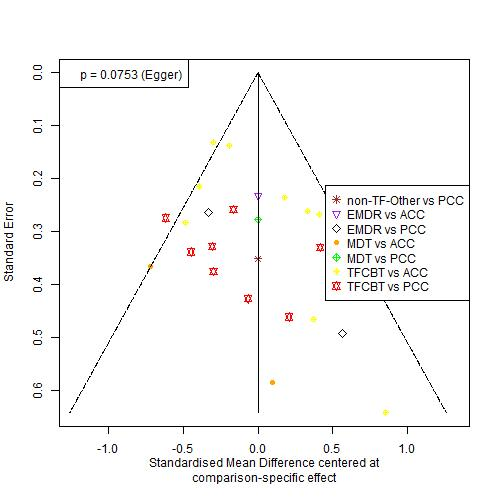 p = 0.0753 (Egger)
Standard Error
0.0
0.1
0.2
0.3
0.4
0.5
0.6
non-TF-Other vs PCC
EMDR vs ACC
EMDR vs PCC
MDT vs ACC
MDT vs PCC
TFCBT vs ACC
TFCBT vs PCC
-1.0 -0.5 0.0 0.5 1.0
Standardised Mean Difference centered at
comparison-specific effect